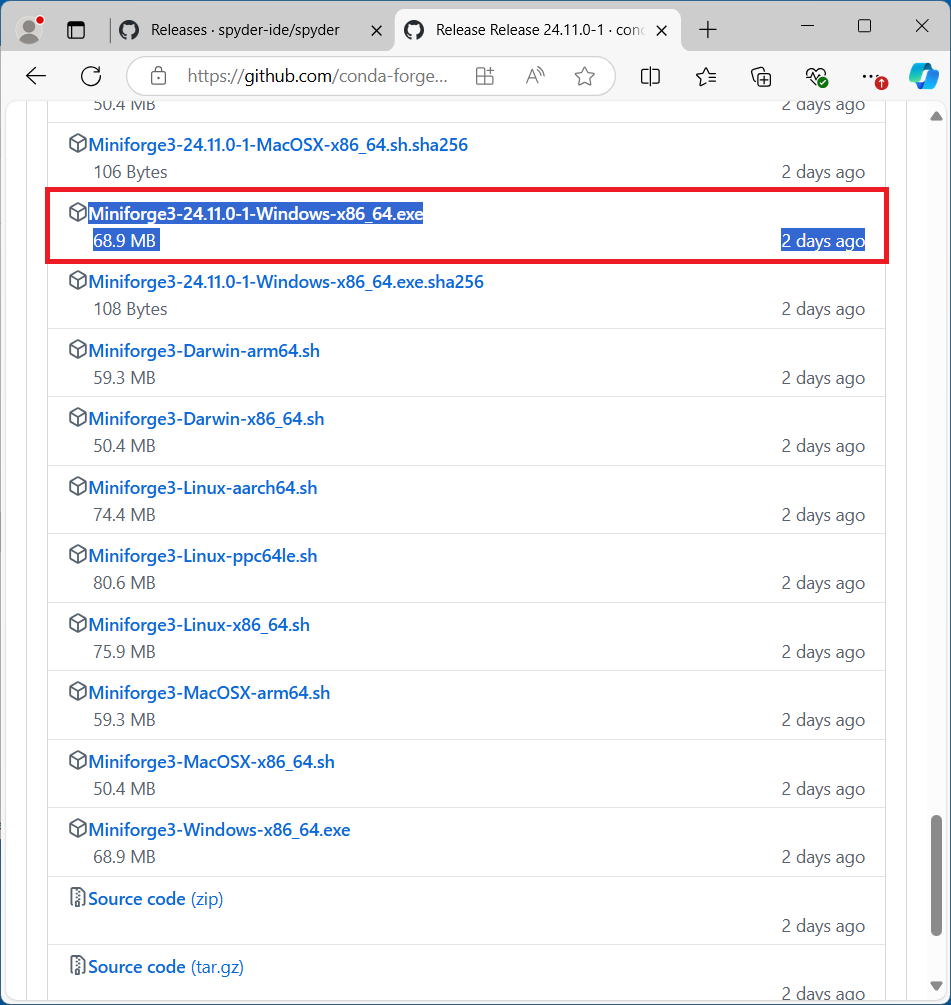 Releases · spyder-ide/spyder
Release Release 24.11.0-1 · con
https://github.com/conda-forge...
50.4 MB 2 days ago
Miniforge3-24.11.0-1-MacOSX-x86_64.sh.sha256
106 Bytes 2 days ago
Miniforge3-24.11.0-1-Windows-x86_64.exe
68.9 MB 2 days ago
Miniforge3-24.11.0-1-Windows-x86_64.exe.sha256
108 Bytes 2 days ago
Miniforge3-Darwin-arm64.sh
59.3 MB 2 days ago
Miniforge3-Darwin-x86_64.sh
50.4 MB 2 days ago
Miniforge3-Linux-aarch64.sh
74.4 MB 2 days ago
Miniforge3-Linux-ppc64le.sh
80.6 MB 2 days ago
Miniforge3-Linux-x86_64.sh
75.9 MB 2 days ago
Miniforge3-MacOSX-arm64.sh
59.3 MB 2 days ago
Miniforge3-MacOSX-x86_64.sh
50.4 MB 2 days ago
Miniforge3-Windows-x86_64.exe
68.9 MB 2 days ago
Source code (zip)
2 days ago
Source code (tar.gz)
2 days ago